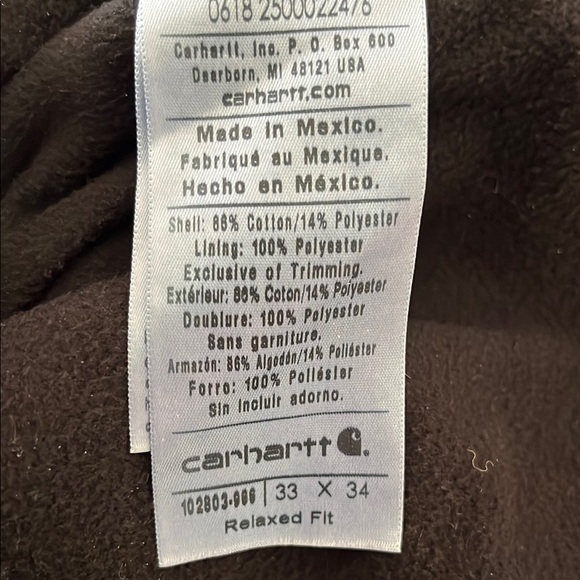 0618 2500022476
Carhartt, Inc. P. O. Box 600
Dearborn, MI 48121 USA
carhartt.com
Made in Mexico.
Fabriqué au Mexique.
Hecho en México.
Shell: 86% Cotton/14% Polyester
Lining: 100% Polyester
Exclusive of Trimming.
Extérieur: 86% Coton/14% Polyester
Doublure: 100% Polyester
Sans garniture.
Armazón: 86% Algodón/14% Poliéster
Forro: 100% Poliéster
Sin incluir adorno.
carhartt
102803-966 | 33 X 34
Relaxed Fit